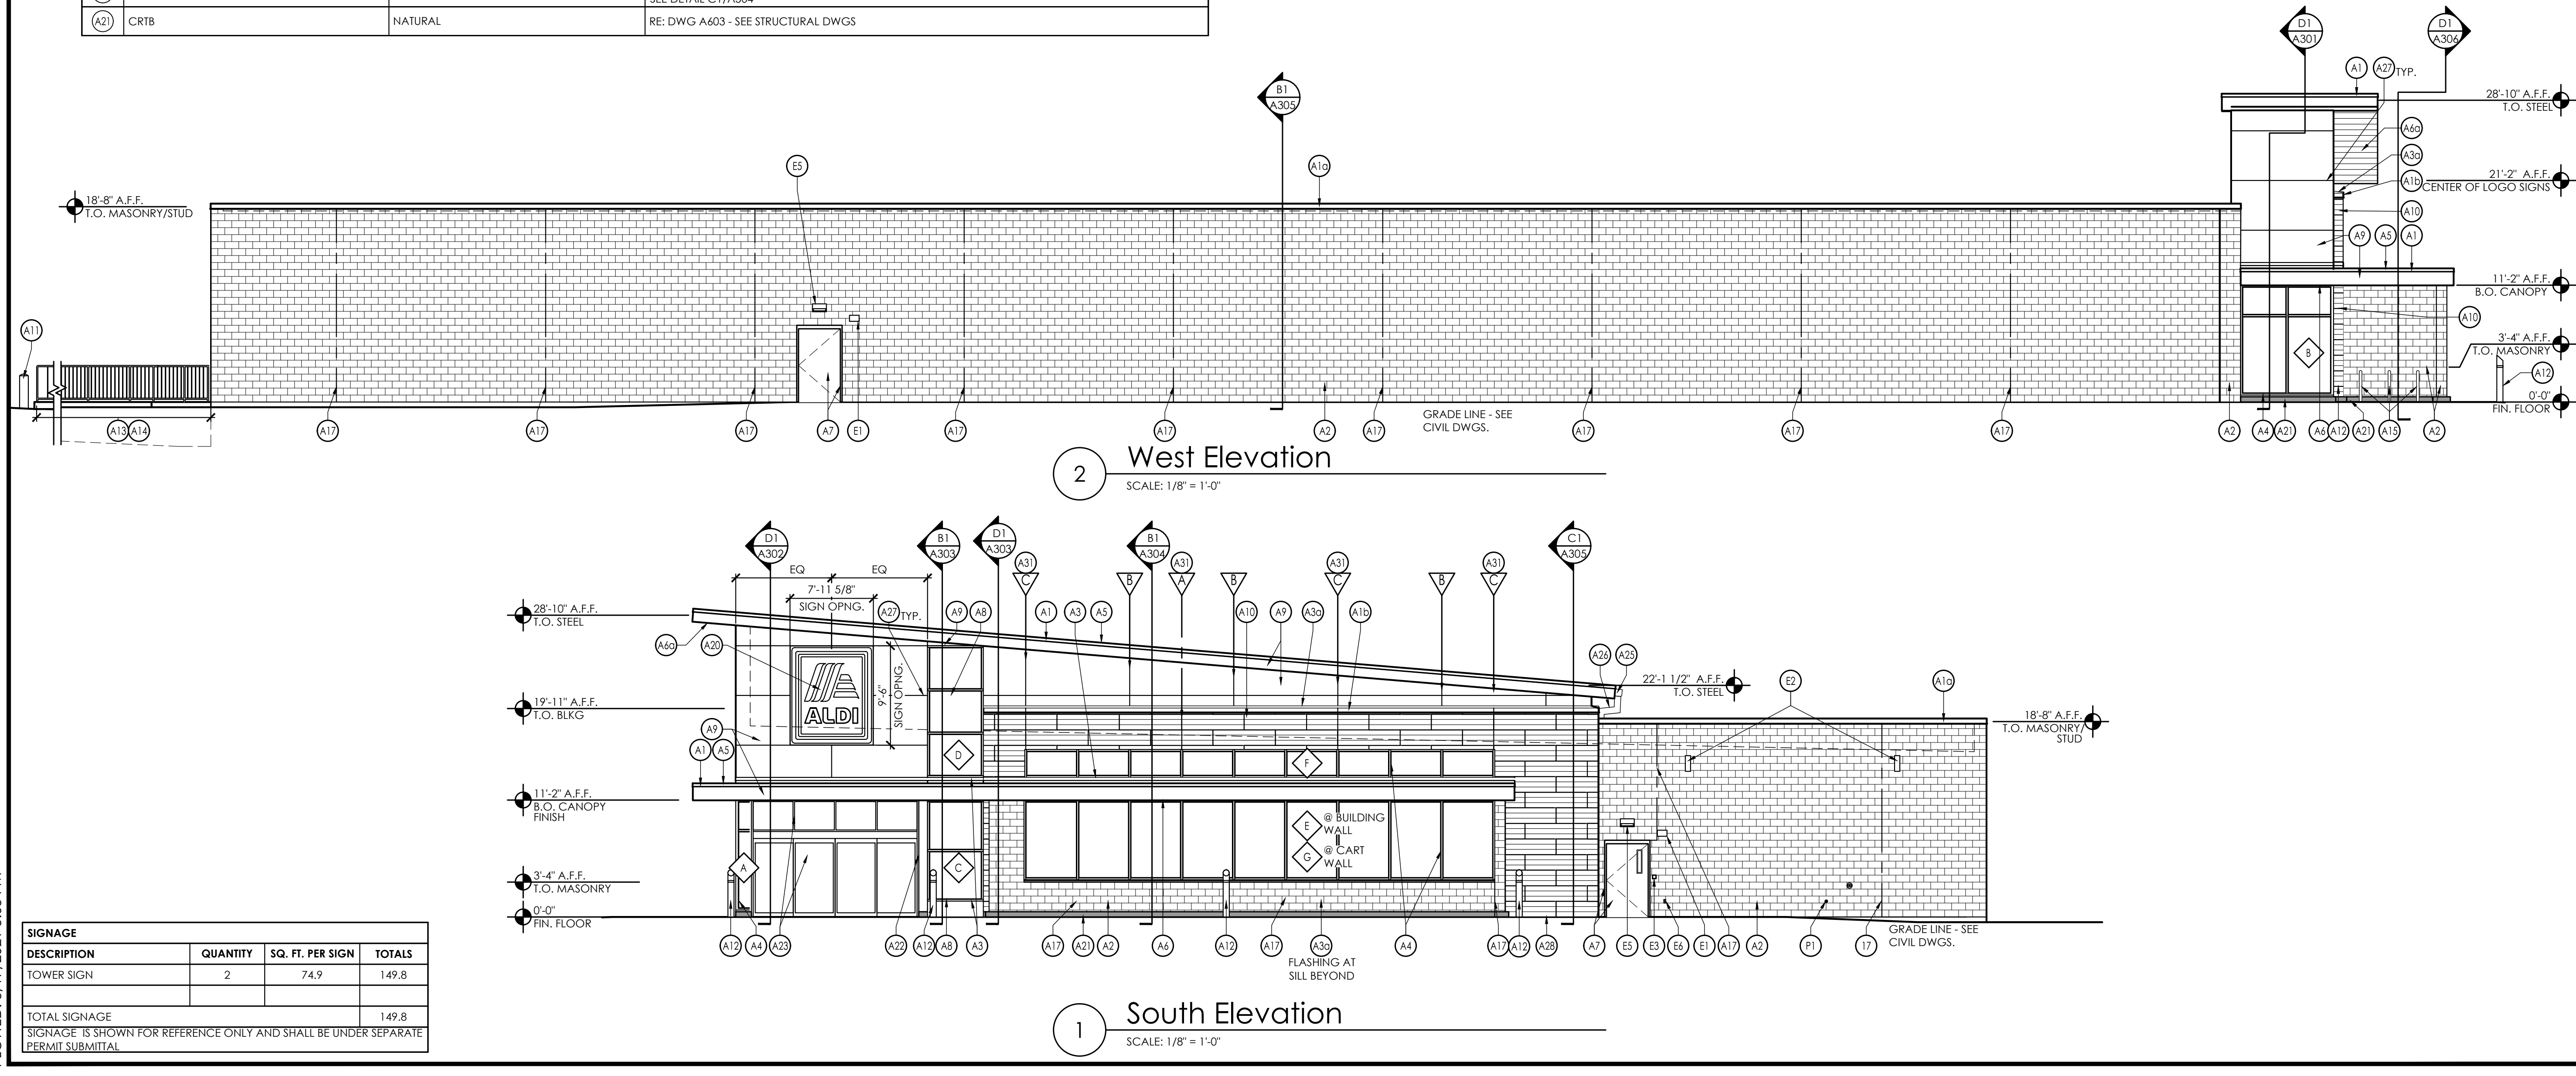 A21 CRTB NATURAL RE: DWG A603 - SEE STRUCTURAL DWGS
D1
A301
D1
A306
B1
A305
A1 A27 TYP.
28'-10" A.F.F.
T.O. STEEL
A6a
E5
A1a
A3a
A1b
21'-2" A.F.F.
CENTER OF LOGO SIGNS
18'-8" A.F.F.
T.O. MASONRY/STUD
A10
A9 A5 A1
11'-2" A.F.F.
B.O. CANOPY
A10
A11
3'-4" A.F.F.
T.O. MASONRY
B
A12
0'-0"
FIN. FLOOR
GRADE LINE - SEE
CIVIL DWGS.
A13 A14 A17 A17 A17 A7 E1 A17 A17 A2 A17 A17 A17 A17 A2 A4 A21 A6 A12 A21 A15 A2
2
West Elevation
SCALE: 1/8" = 1'-0"
D1
A302
B1
A303
D1
A303
B1
A304
C1
A305
A31 A31 A31 A31
C B A B C B C
EQ EQ
7'-11 5/8"
SIGN OPNG.
28'-10" A.F.F.
T.O. STEEL
A27 TYP. A9 A8 A1 A3 A5 A10 A9 A3a A1b
A6a A20
A26 A25
9'-6"
SIGN OPNG.
ALDI
22'-1 1/2" A.F.F.
T.O. STEEL
E2
A1a
19'-11" A.F.F.
T.O. BLKG
18'-8" A.F.F.
T.O. MASONRY/
STUD
A9
A1 A5
D
F
11'-2" A.F.F.
B.O. CANOPY
FINISH
E @ BUILDING
WALL
G @ CART
WALL
A
C
3'-4" A.F.F.
T.O. MASONRY
0'-0"
FIN. FLOOR
GRADE LINE - SEE
CIVIL DWGS.
A12 A4 A23 A22 A12 A8 A3 A17 A21 A2 A6 A12 A17 A3a A4 A17 A12 A28 A7 E5 E3 E6 E1 A17 A2 P1 17
FLASHING AT
SILL BEYOND
1
South Elevation
SCALE: 1/8" = 1'-0"
SIGNAGE
DESCRIPTION QUANTITY SQ. FT. PER SIGN TOTALS
TOWER SIGN 2 74.9 149.8
TOTAL SIGNAGE 149.8
SIGNAGE IS SHOWN FOR REFERENCE ONLY AND SHALL BE UNDER SEPARATE
PERMIT SUBMITTAL